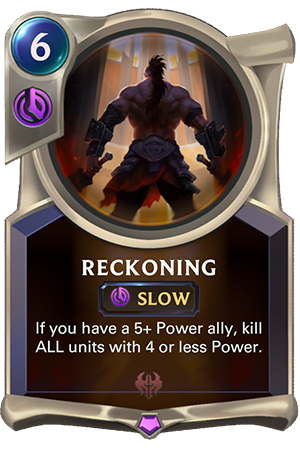 6
RECKONING
SLOW
If you have a 5+ Power ally, kill
ALL units with 4 or less Power.